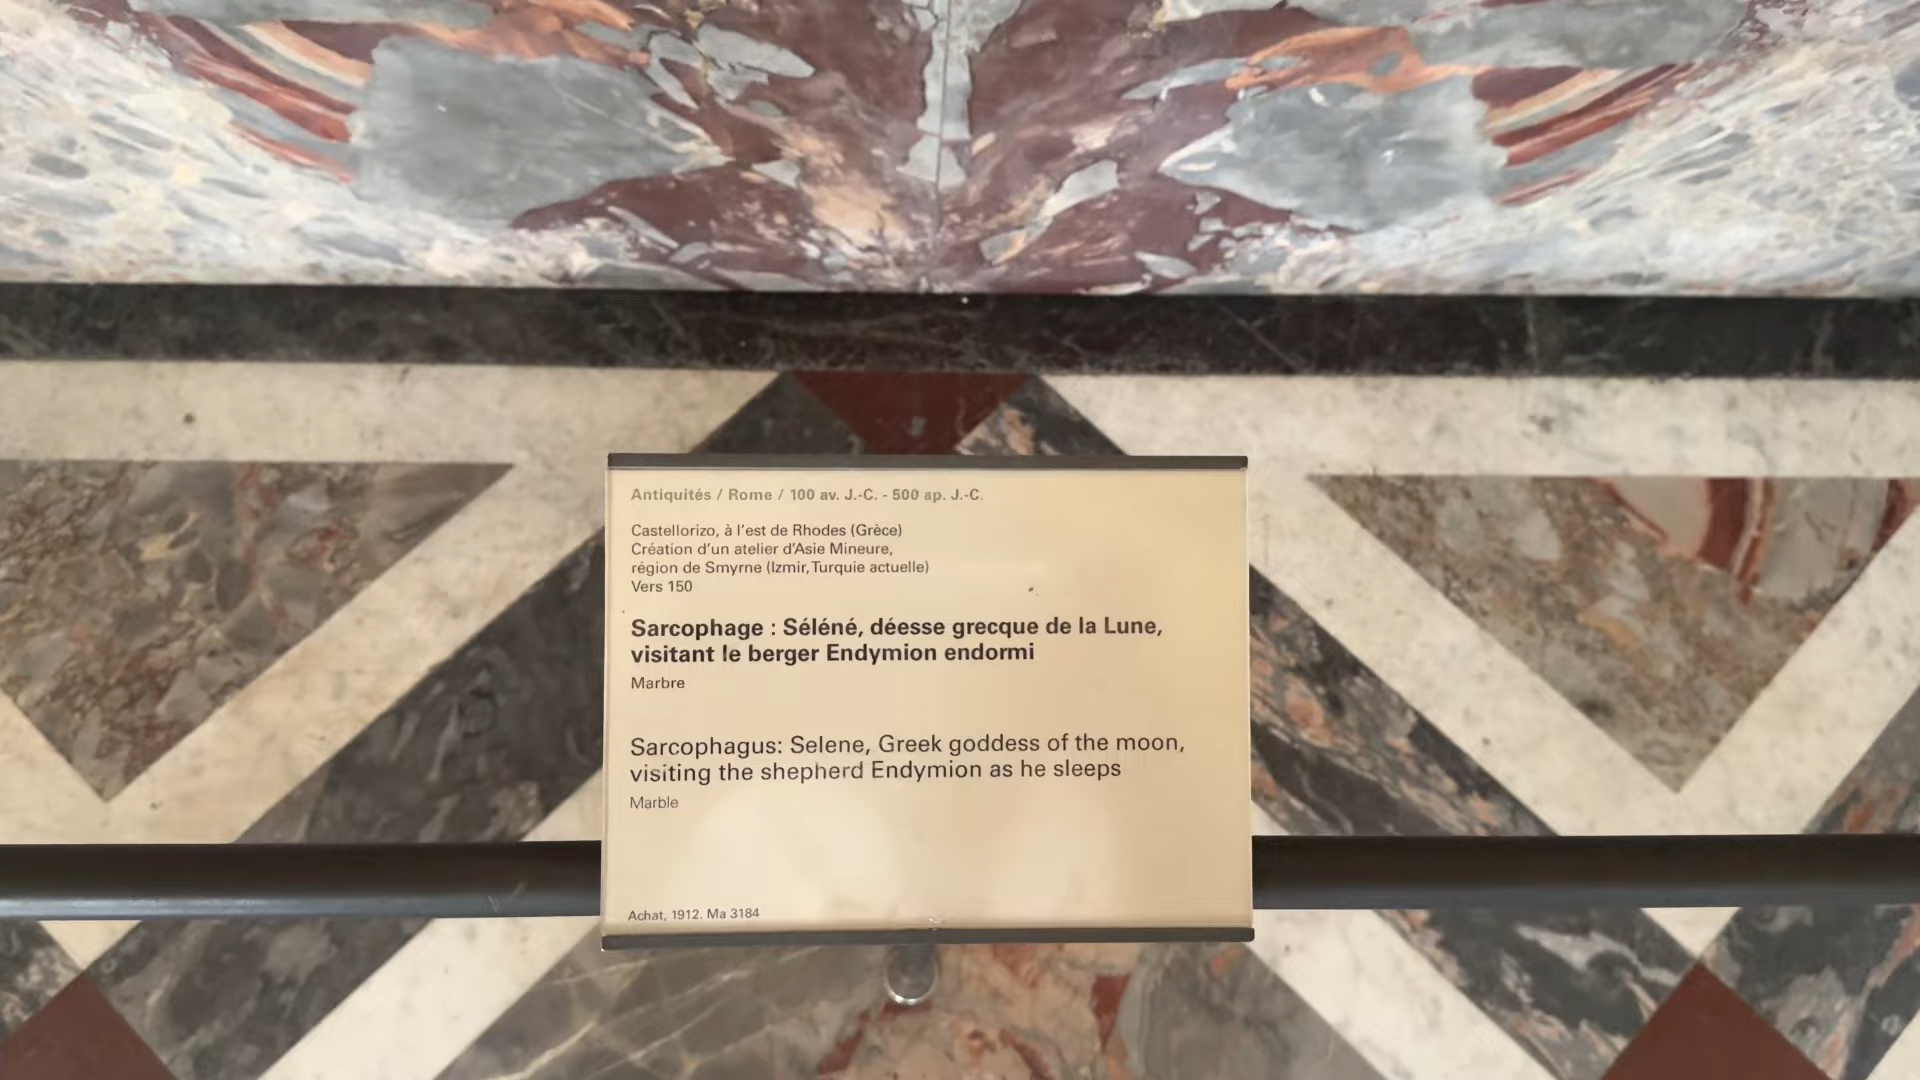 Antiquités / Rome / 100 av. J.-C. - 500 ap. J.-C.
Castellorizo, à l'est de Rhodes (Grèce)
Création d'un atelier d'Asie Mineure,
région de Smyrne (Izmir, Turquie actuelle)
Vers 150
Sarcophage : Séléné, déesse grecque de la Lune,
visitant le berger Endymion endormi
Marbre
Sarcophagus: Selene, Greek goddess of the moon,
visiting the shepherd Endymion as he sleeps
Marble
Achat, 1912. Ma 3184